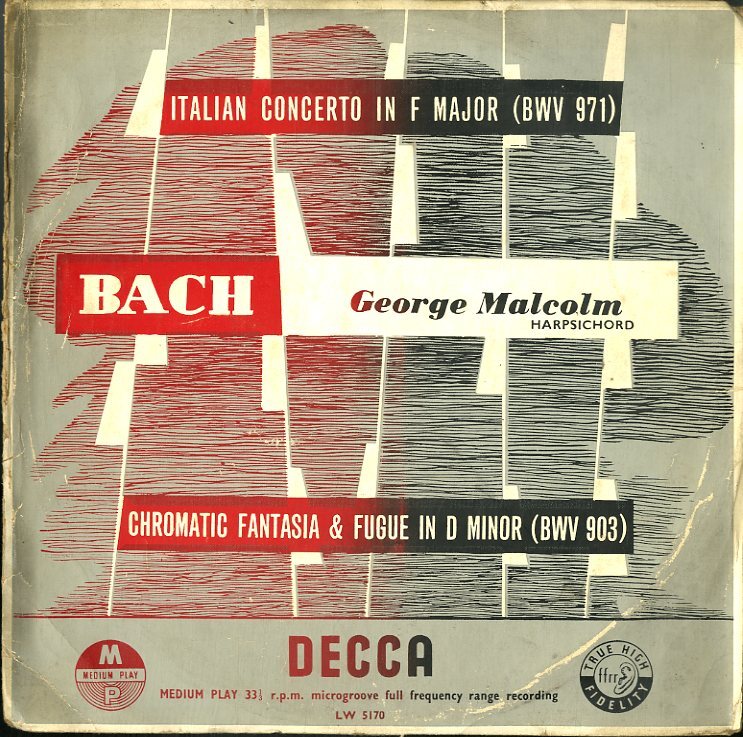 ITALIAN CONCERTO IN F MAJOR (BWV 971)
BACH
George Malcolm
HARPSICHORD
CHROMATIC FANTASIA & FUGUE IN D MINOR (BWV 903)
DECCA
M
MEDIUM PLAY
P
MEDIUM PLAY 33⅓ r.p.m. microgroove full frequency range recording
LW 5170
TRUE HIGH
ffrr
FIDELITY